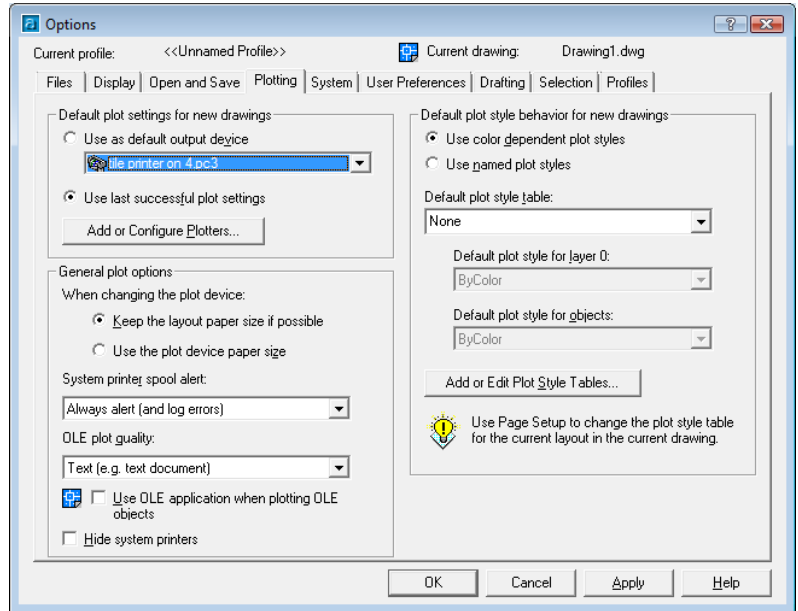 Options
Current profile: <<Unnamed Profile>> Current drawing: Drawing1.dwg
Files Display Open and Save Plotting System User Preferences Drafting Selection Profiles
Default plot settings for new drawings
Use as default output device
tile printer on 4.pc3
Use last successful plot settings
Add or Configure Plotters...
General plot options
When changing the plot device:
Keep the layout paper size if possible
Use the plot device paper size
System printer spool alert:
Always alert (and log errors)
OLE plot quality:
Text (e.g. text document)
Use OLE application when plotting OLE
objects
Hide system printers
Default plot style behavior for new drawings
Use color dependent plot styles
Use named plot styles
Default plot style table:
None
Default plot style for layer 0:
ByColor
Default plot style for objects:
ByColor
Add or Edit Plot Style Tables...
Use Page Setup to change the plot style table
for the current layout in the current drawing.
OK Cancel Apply Help